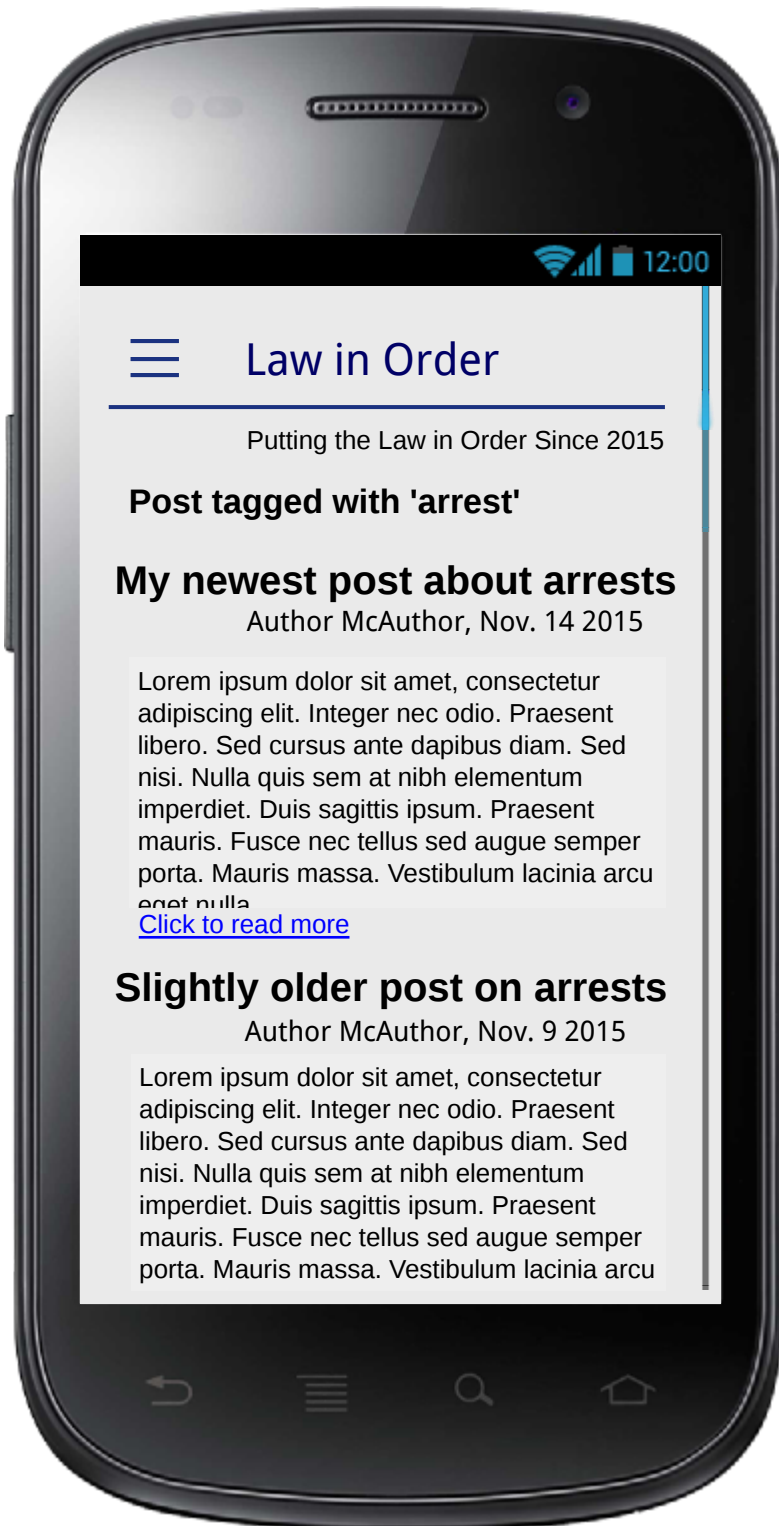 12:00
Law in Order
Putting the Law in Order Since 2015
Post tagged with 'arrest'
My newest post about arrests
Author McAuthor, Nov. 14 2015
Lorem ipsum dolor sit amet, consectetur
adipiscing elit. Integer nec odio. Praesent
libero. Sed cursus ante dapibus diam. Sed
nisi. Nulla quis sem at nibh elementum
imperdiet. Duis sagittis ipsum. Praesent
mauris. Fusce nec tellus sed augue semper
porta. Mauris massa. Vestibulum lacinia arcu
eget nulla
Click to read more
Slightly older post on arrests
Author McAuthor, Nov. 9 2015
Lorem ipsum dolor sit amet, consectetur
adipiscing elit. Integer nec odio. Praesent
libero. Sed cursus ante dapibus diam. Sed
nisi. Nulla quis sem at nibh elementum
imperdiet. Duis sagittis ipsum. Praesent
mauris. Fusce nec tellus sed augue semper
porta. Mauris massa. Vestibulum lacinia arcu